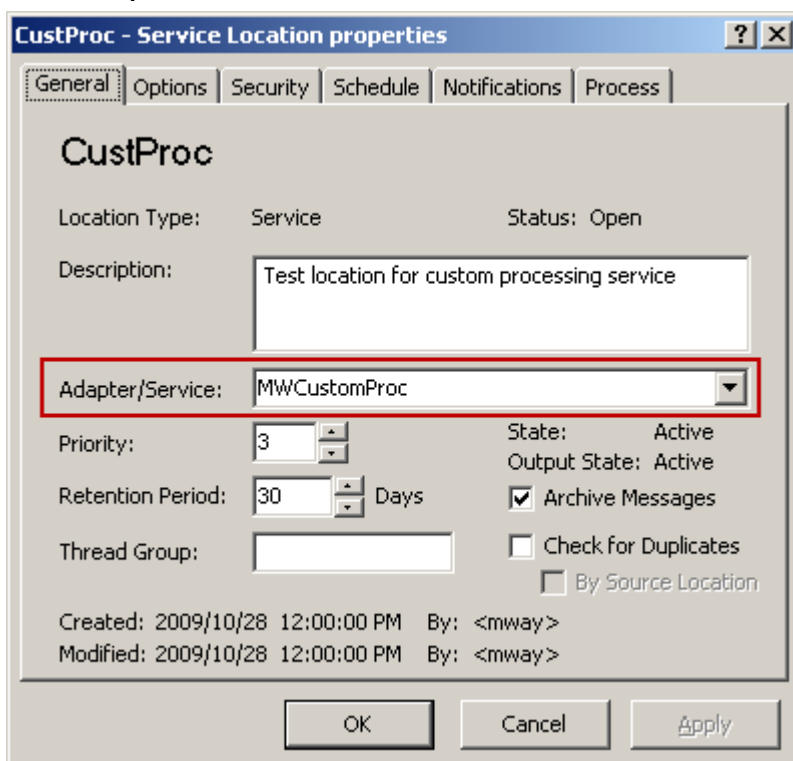 CustProc - Service Location properties ? X
General Options Security Schedule Notifications Process
CustProc
Location Type: Service Status: Open
Description: Test location for custom processing service
Adapter/Service: MWCustomProc
Priority: 3 State: Active
Output State: Active
Retention Period: 30 Days Archive Messages
Thread Group: Check for Duplicates
By Source Location
Created: 2009/10/28 12:00:00 PM By: <mway>
Modified: 2009/10/28 12:00:00 PM By: <mway>
OK Cancel Apply